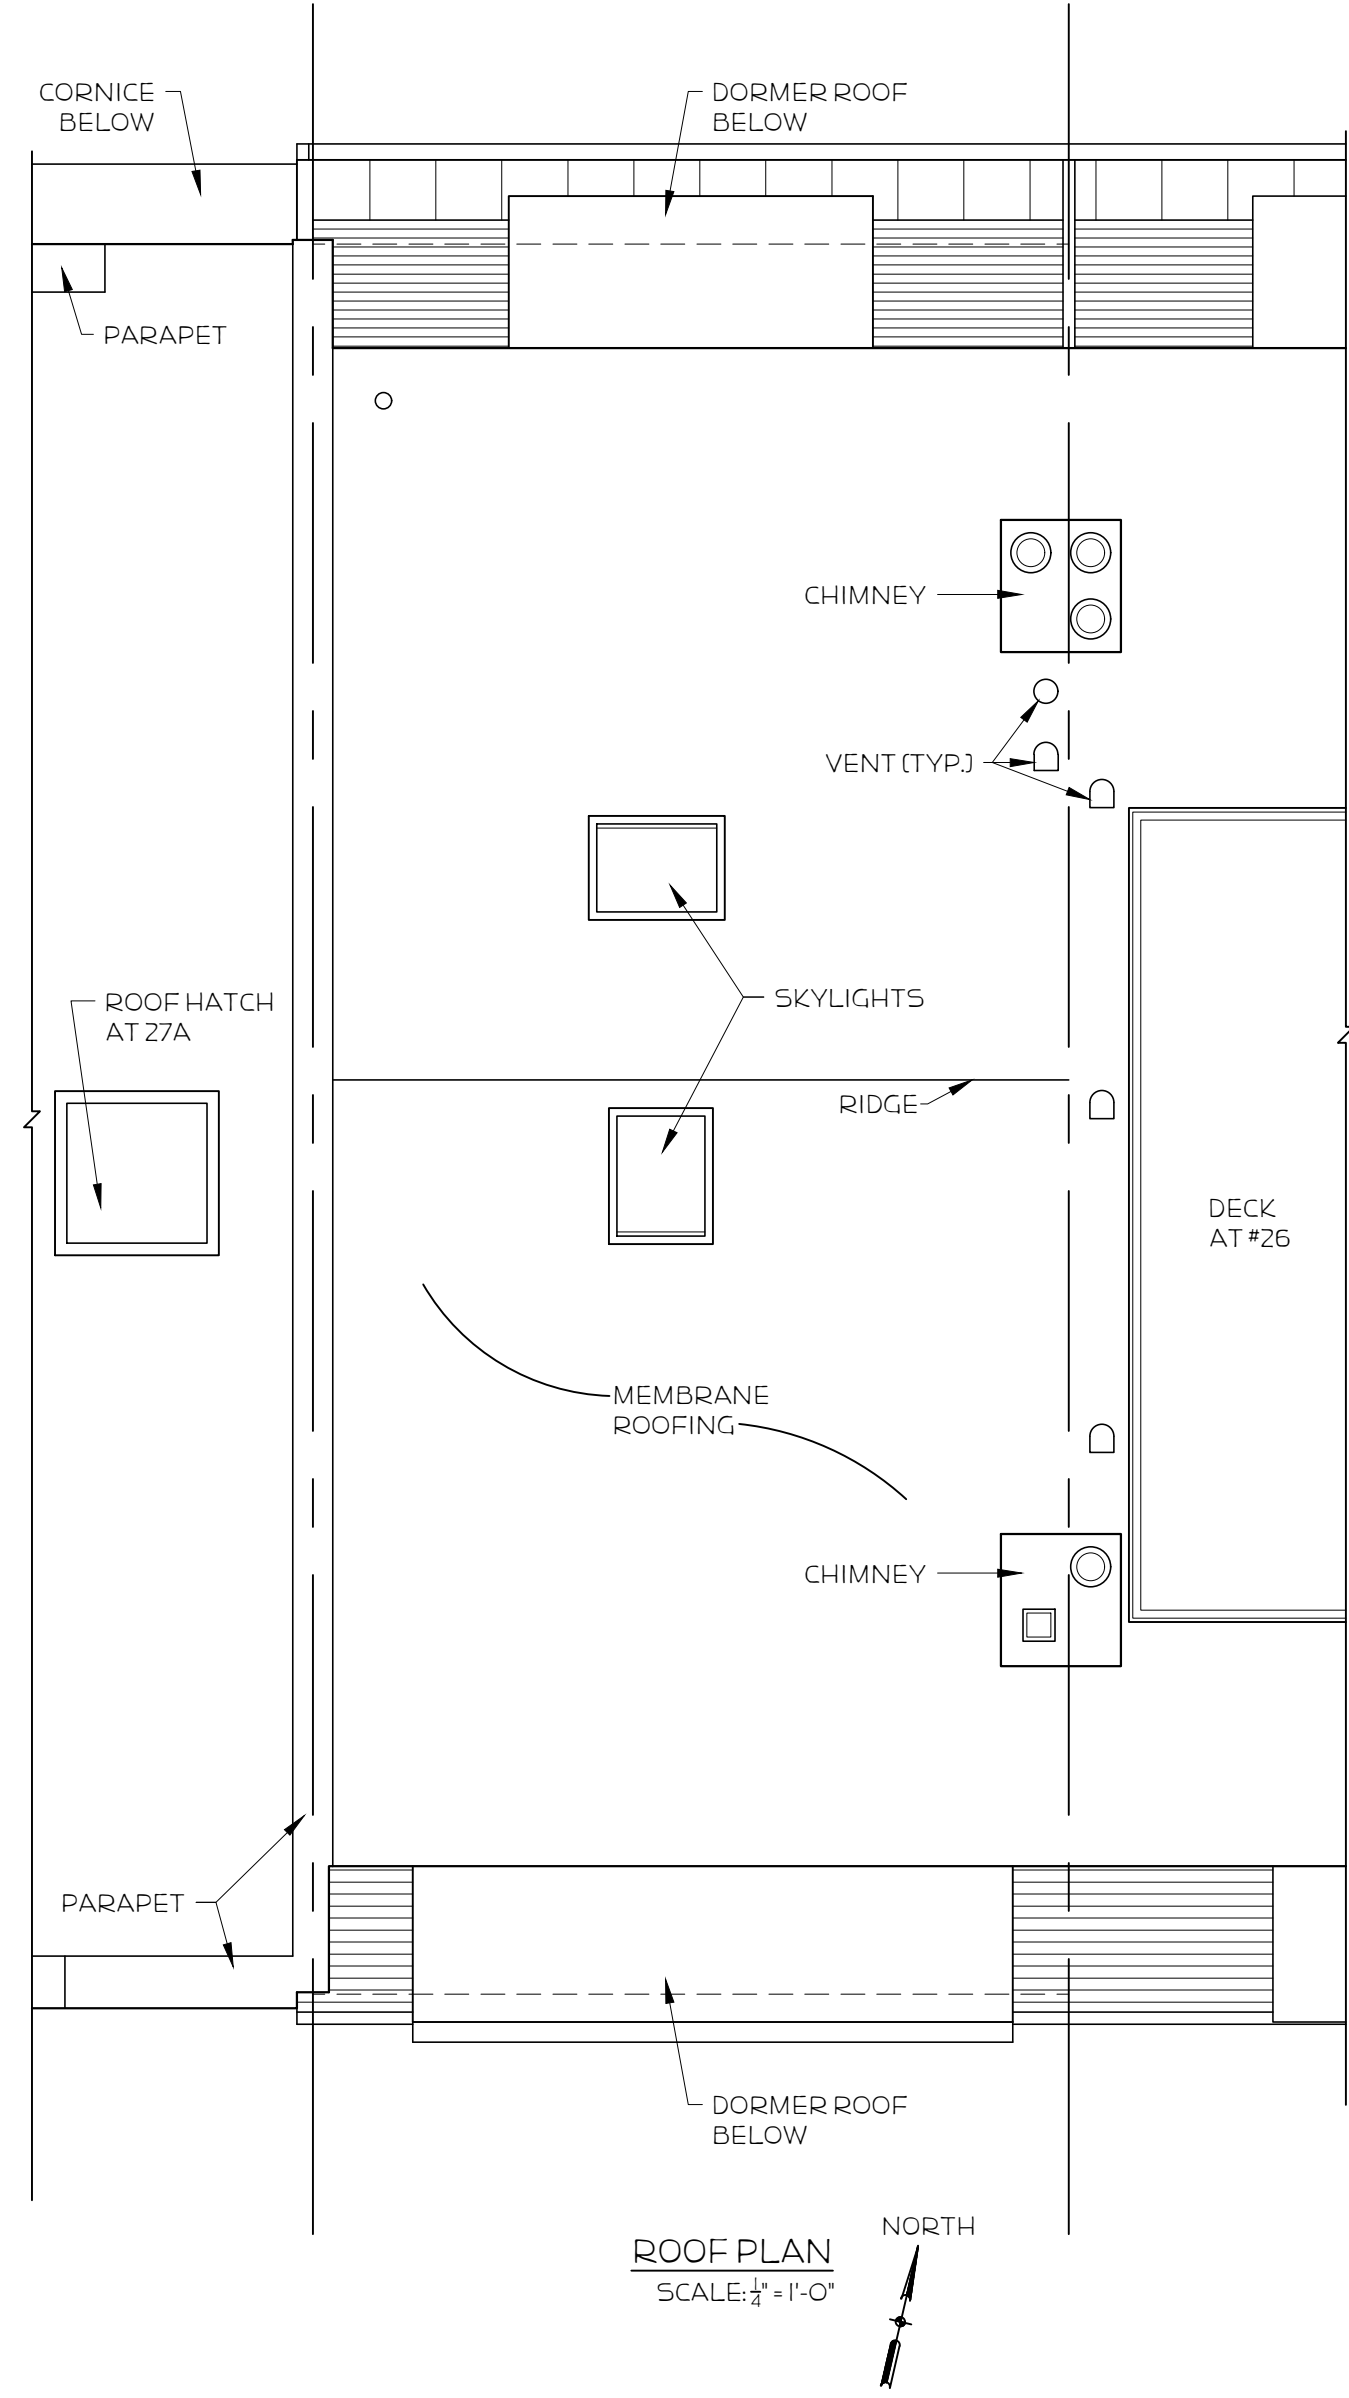 CORNICE
BELOW
DORMER ROOF
BELOW
PARAPET
CHIMNEY
VENT (TYP.)
SKYLIGHTS
ROOF HATCH
AT 27A
RIDGE
DECK
AT #26
MEMBRANE
ROOFING
CHIMNEY
PARAPET
DORMER ROOF
BELOW
NORTH
ROOF PLAN
SCALE: 1/4" = 1'-0"